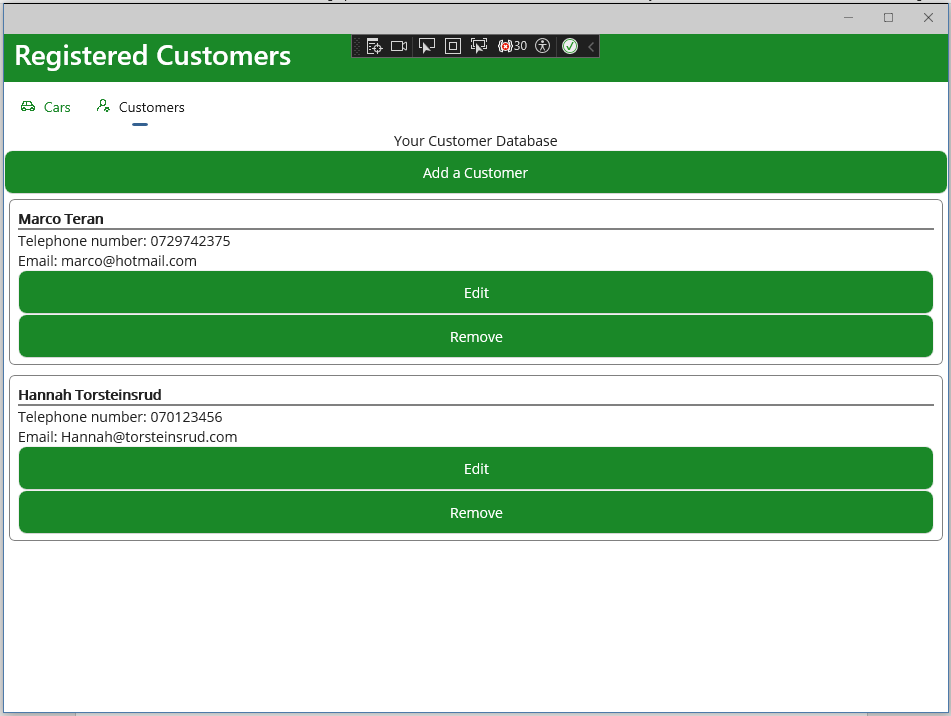 Registered Customers
30
Cars
Customers
Your Customer Database
Add a Customer
Marco Teran
Telephone number: 0729742375
Email: marco@hotmail.com
Edit
Remove
Hannah Torsteinsrud
Telephone number: 070123456
Email: Hannah@torsteinsrud.com
Edit
Remove